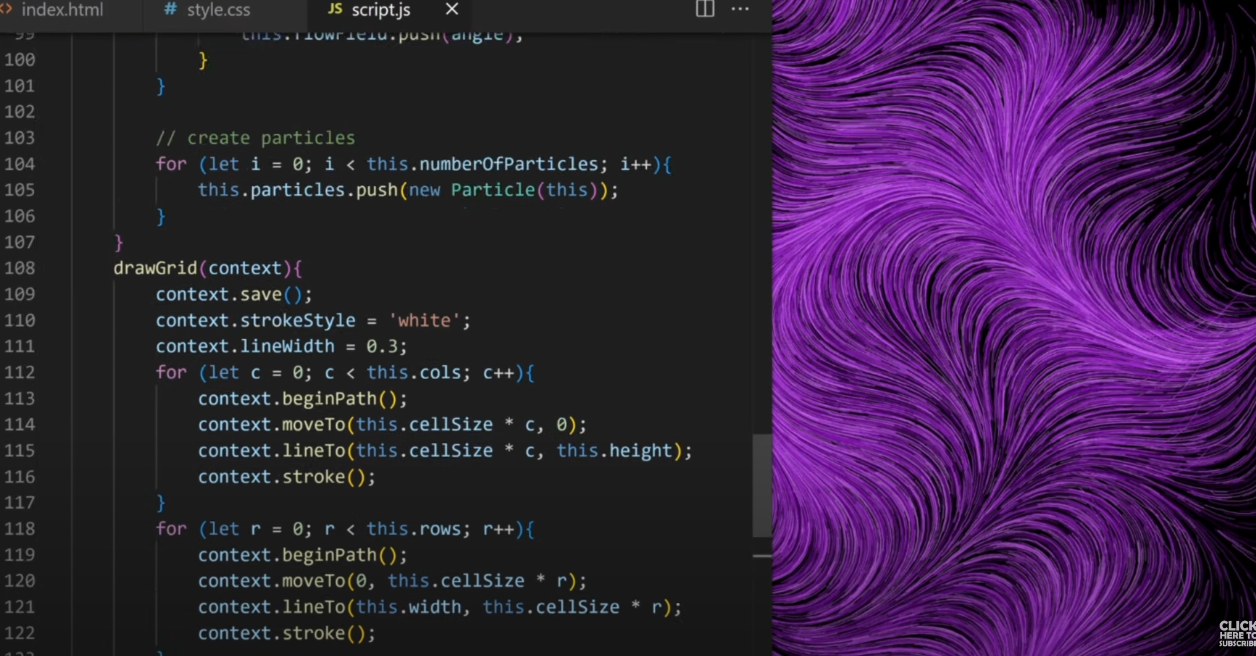 index.html # style.css JS script.js
99 this.flowField.push(angle);
100 }
101 }
102
103 // create particles
104 for (let i = 0; i < this.numberOfParticles; i++){
105 this.particles.push(new Particle(this));
106 }
107 }
108 drawGrid(context){
109 context.save();
110 context.strokeStyle = 'white';
111 context.lineWidth = 0.3;
112 for (let c = 0; c < this.cols; c++){
113 context.beginPath();
114 context.moveTo(this.cellSize * c, 0);
115 context.lineTo(this.cellSize * c, this.height);
116 context.stroke();
117 }
118 for (let r = 0; r < this.rows; r++){
119 context.beginPath();
120 context.moveTo(0, this.cellSize * r);
121 context.lineTo(this.width, this.cellSize * r);
122 context.stroke();
123 }
CLICK
HERE TO
SUBSCRIBE